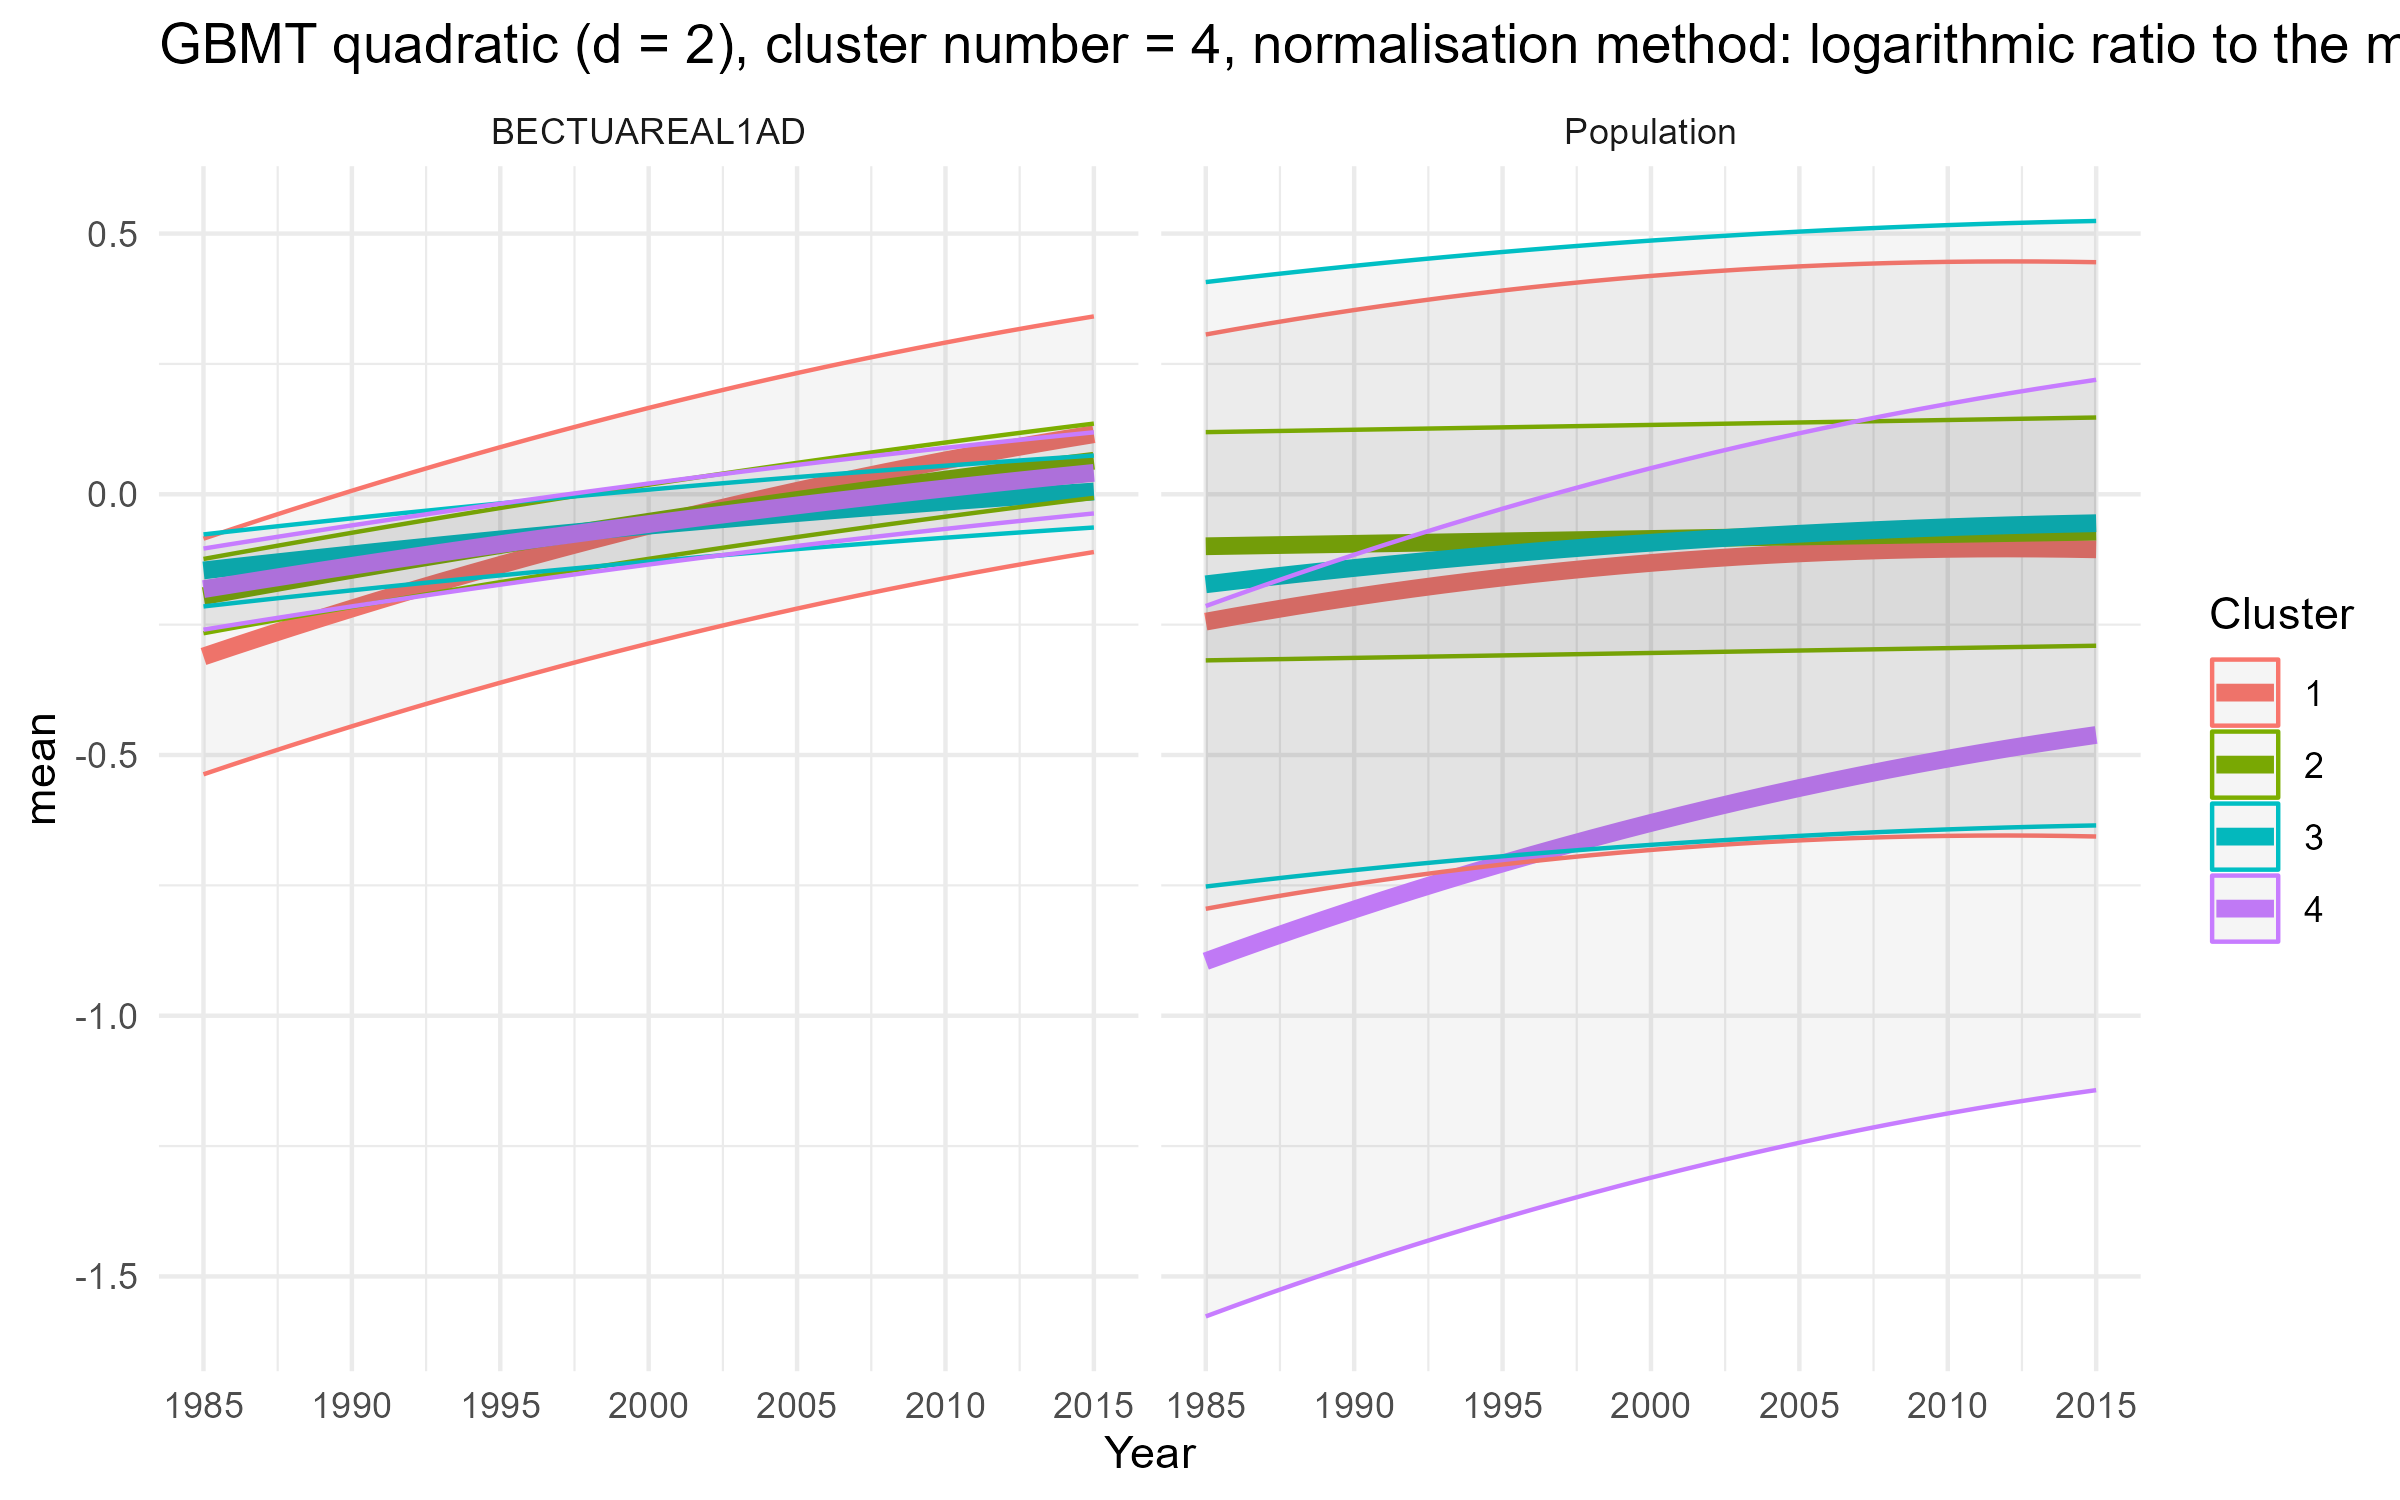 GBMT quadratic (d = 2), cluster number = 4, normalisation method: logarithmic ratio to the
BECTUAREAL1AD
Population
0.5
0.0
-0.5
-1.0
-1.5
mean
1985 1990 1995 2000 2005 2010 2015
1985 1990 1995 2000 2005 2010 2015
Year
Cluster
1
2
3
4